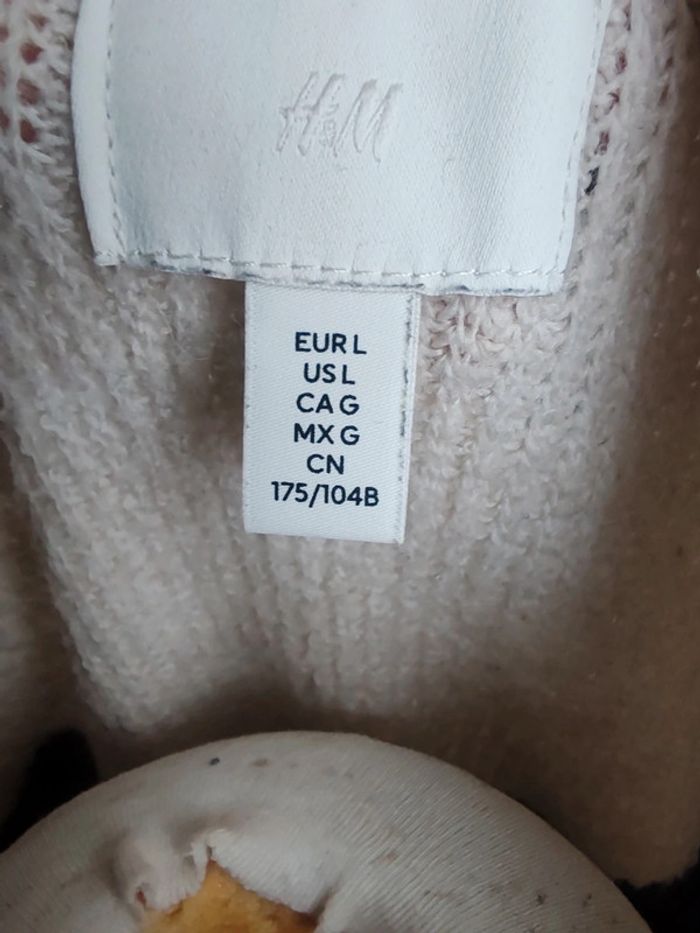 H&M
EUR L
US L
CA G
MX G
CN
175/104B